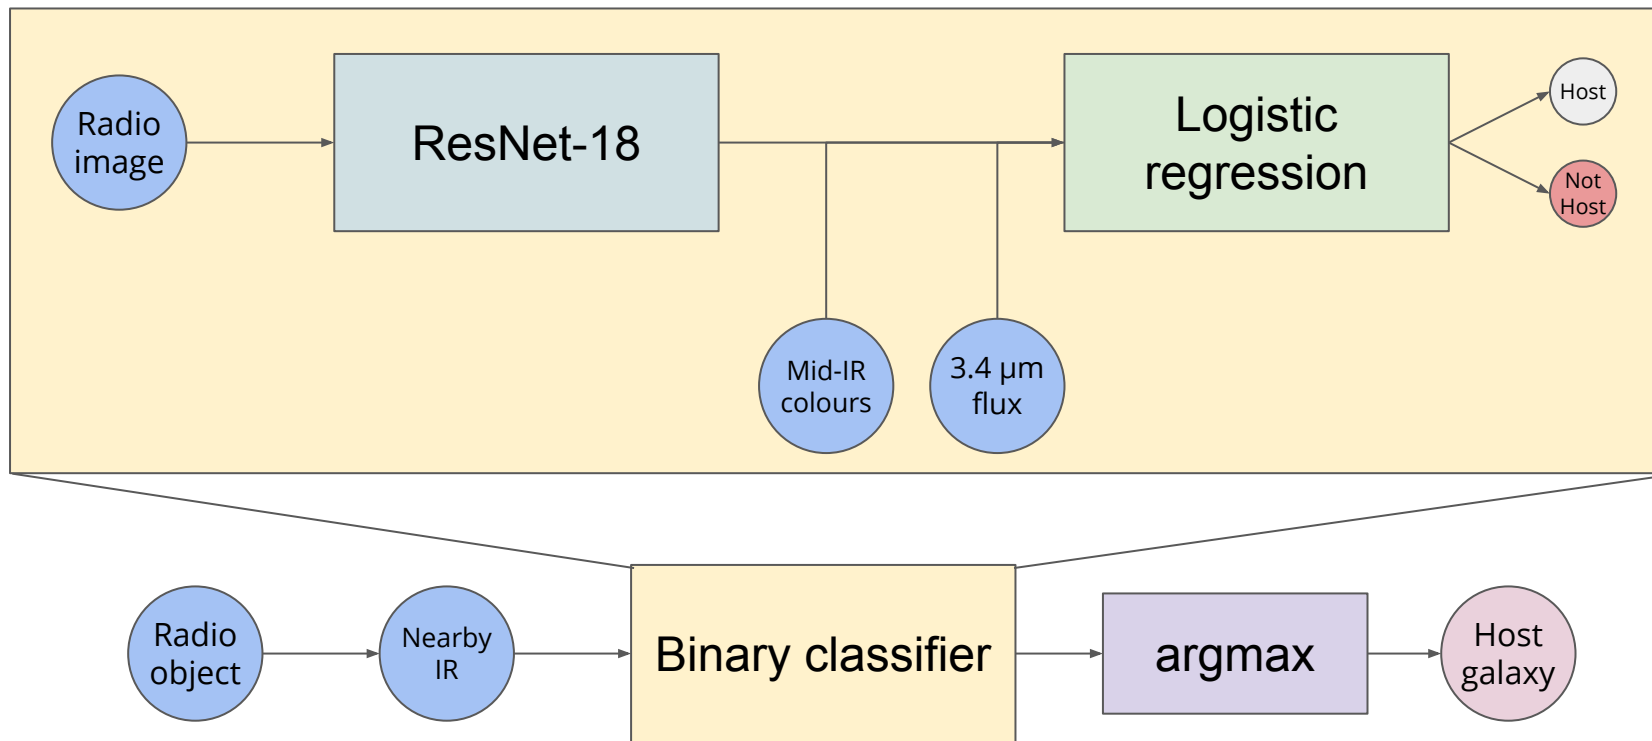 Radio
image
ResNet-18
Logistic
regression
Host
Not
Host
Mid-IR
colours
3.4 µm
flux
Radio
object
Nearby
IR
Binary classifier
argmax
Host
galaxy